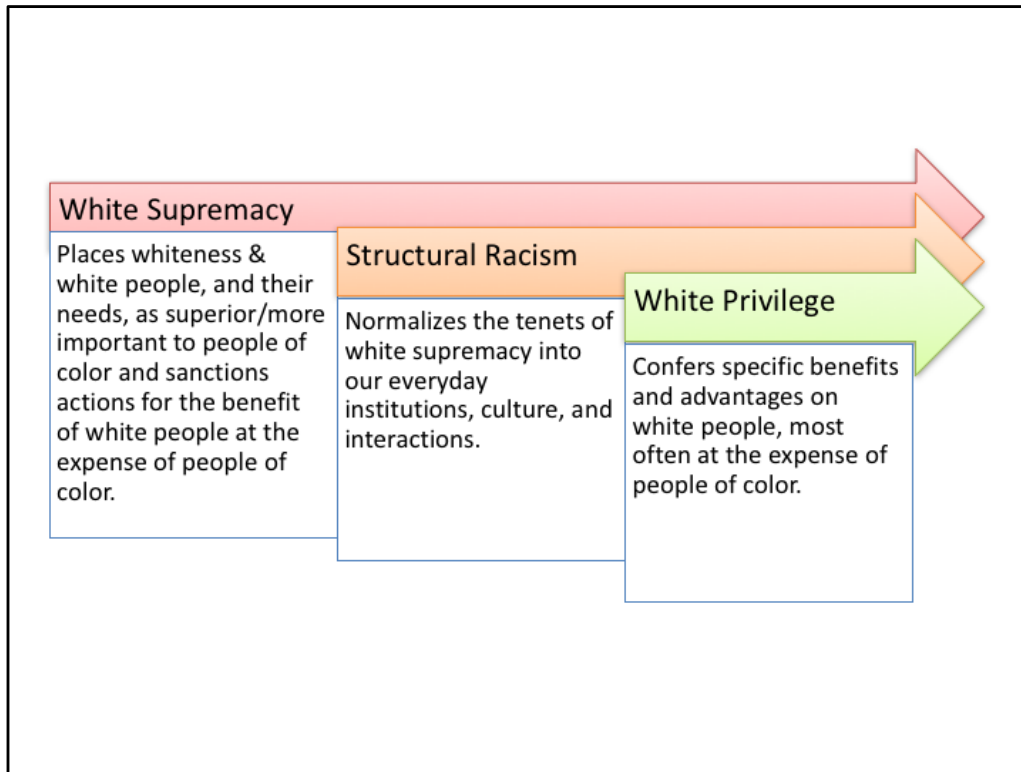 White Supremacy
Places whiteness &
white people, and their
needs, as superior/more
important to people of
color and sanctions
actions for the benefit
of white people at the
expense of people of
color.
Structural Racism
Normalizes the tenets of
white supremacy into
our everyday
institutions, culture, and
interactions.
White Privilege
Confers specific benefits
and advantages on
white people, most
often at the expense of
people of color.